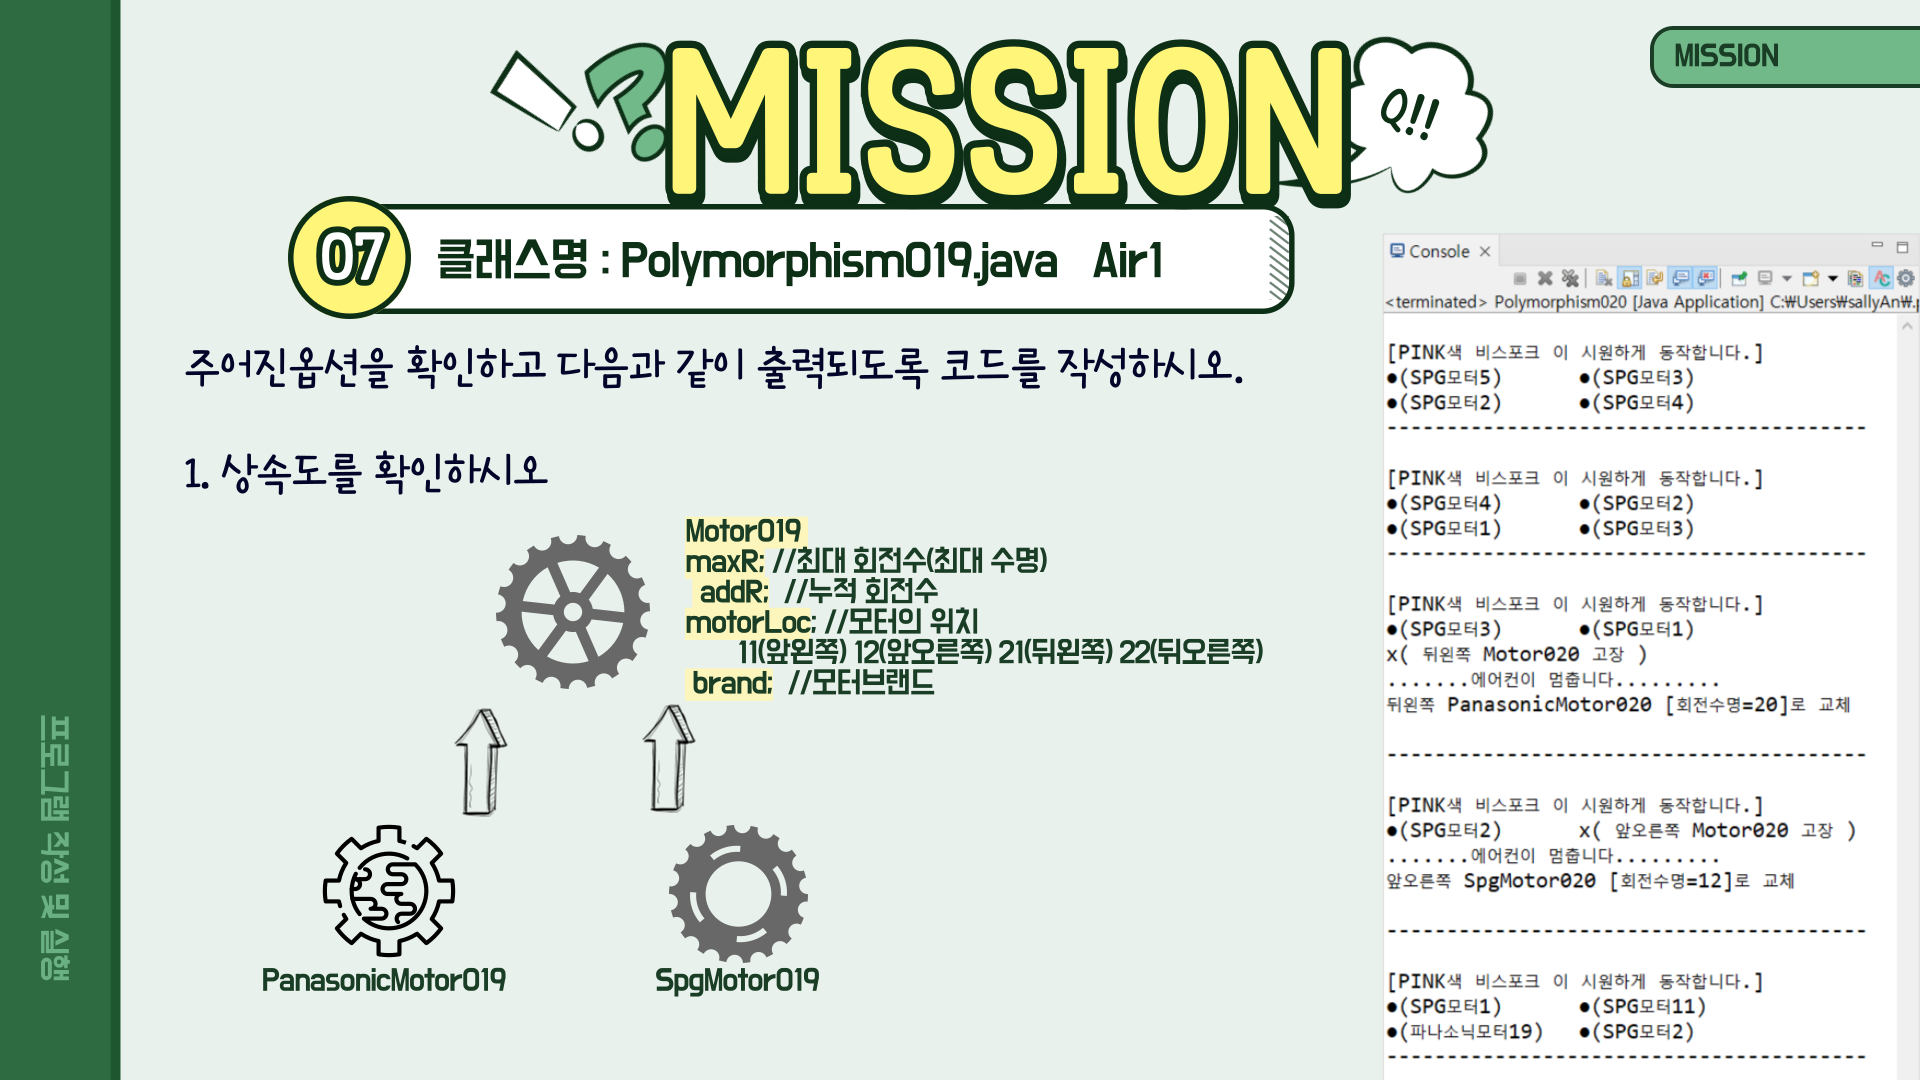 MISSION
MISSION
Q!!
07
클래스명 : Polymorphism019.java    Air1
주어진옵션을 확인하고 다음과 같이 출력되도록 코드를 작성하시오.
1. 상속도를 확인하시오
Motor019
maxR; //최대 회전수(최대 수명)
addR;  //누적 회전수
motorLoc; //모터의 위치
11(앞왼쪽) 12(앞오른쪽) 21(뒤왼쪽) 22(뒤오른쪽)
brand;  //모터브랜드
PanasonicMotor019
SpgMotor019
프로그램 작성 및 실행
Console
<terminated> Polymorphism020 [Java Application] C:₩Users₩sallyAn₩.p
[PINK색 비스포크 이 시원하게 동작합니다.]
●(SPG모터5)       ●(SPG모터3)
●(SPG모터2)       ●(SPG모터4)
----------------------------------------
[PINK색 비스포크 이 시원하게 동작합니다.]
●(SPG모터4)       ●(SPG모터2)
●(SPG모터1)       ●(SPG모터3)
----------------------------------------
[PINK색 비스포크 이 시원하게 동작합니다.]
●(SPG모터3)       ●(SPG모터1)
x( 뒤왼쪽 Motor020 고장 )
.......에어컨이 멈춥니다.........
뒤왼쪽 PanasonicMotor020 [회전수명=20]로 교체
----------------------------------------
[PINK색 비스포크 이 시원하게 동작합니다.]
●(SPG모터2)       x( 앞오른쪽 Motor020 고장 )
.......에어컨이 멈춥니다.........
앞오른쪽 SpgMotor020 [회전수명=12]로 교체
----------------------------------------
[PINK색 비스포크 이 시원하게 동작합니다.]
●(SPG모터1)       ●(SPG모터11)
●(파나소닉모터19)   ●(SPG모터2)
----------------------------------------